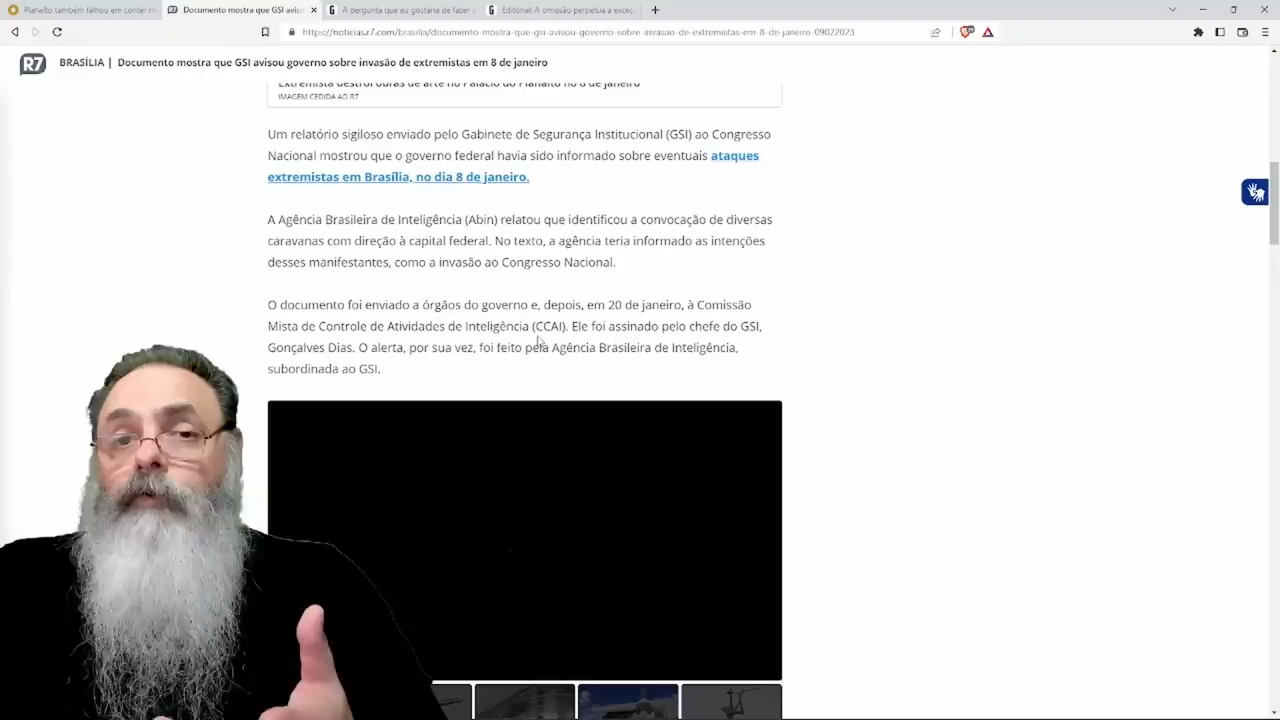 Planalto também falhou em conter m
Documento mostra que GSI avisou
A pergunta que eu gostaria de fazer
Editorial: A omissão perpetua a exceç
http://noticias.r7.com/brasilia/documento-mostra-que-gsi-avisou-governo-sobre-invasao-de-extremistas-em-8-de-janeiro-09022023
R7 BRASÍLIA | Documento mostra que GSI avisou governo sobre invasão de extremistas em 8 de janeiro
Extremista destrói obras de arte no Palácio do Planalto no 8 de janeiro
IMAGEM CEDIDA AO R7
Um relatório sigiloso enviado pelo Gabinete de Segurança Institucional (GSI) ao Congresso
Nacional mostrou que o governo federal havia sido informado sobre eventuais ataques
extremistas em Brasília, no dia 8 de janeiro.
A Agência Brasileira de Inteligência (Abin) relatou que identificou a convocação de diversas
caravanas com direção à capital federal. No texto, a agência teria informado as intenções
desses manifestantes, como a invasão ao Congresso Nacional.
O documento foi enviado a órgãos do governo e, depois, em 20 de janeiro, à Comissão
Mista de Controle de Atividades de Inteligência (CCAI). Ele foi assinado pelo chefe do GSI,
Gonçalves Dias. O alerta, por sua vez, foi feito pela Agência Brasileira de Inteligência,
subordinada ao GSI.